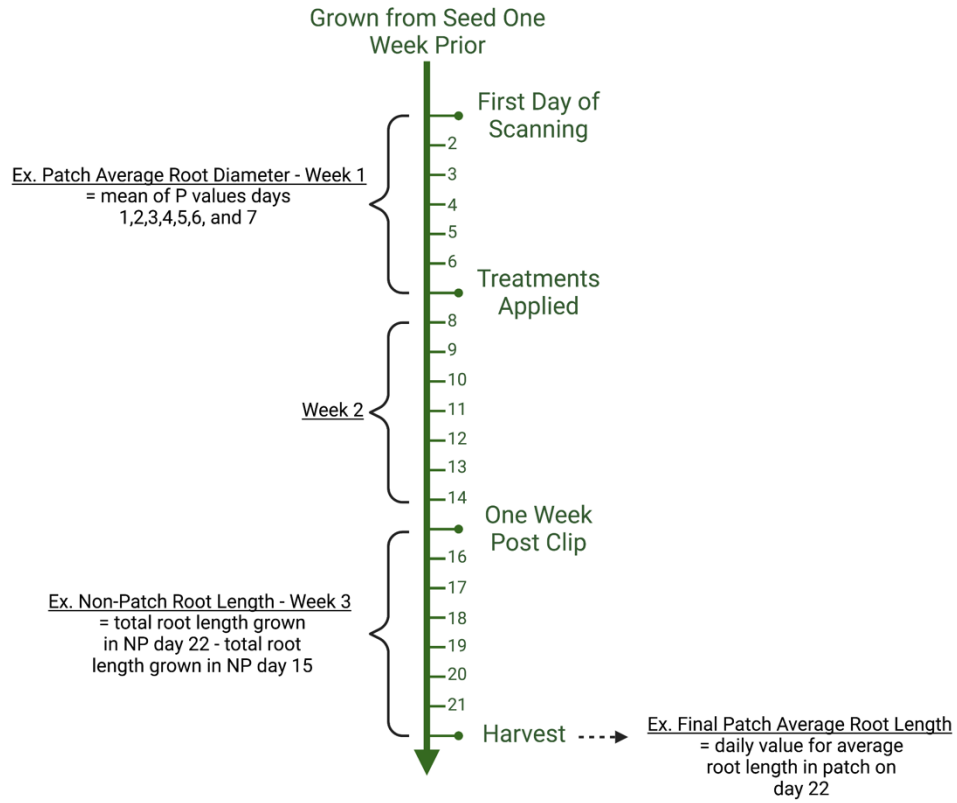 Grown from Seed One
Week Prior
First Day of
Scanning
2
Ex. Patch Average Root Diameter - Week 1
= mean of P values days
1,2,3,4,5,6, and 7
3
4
5
6
Treatments
Applied
8
9
10
Week 2
11
12
13
14
One Week
Post Clip
16
17
Ex. Non-Patch Root Length - Week 3
= total root length grown
in NP day 22 - total root
length grown in NP day 15
18
19
20
21
Harvest
Ex. Final Patch Average Root Length
= daily value for average
root length in patch on
day 22